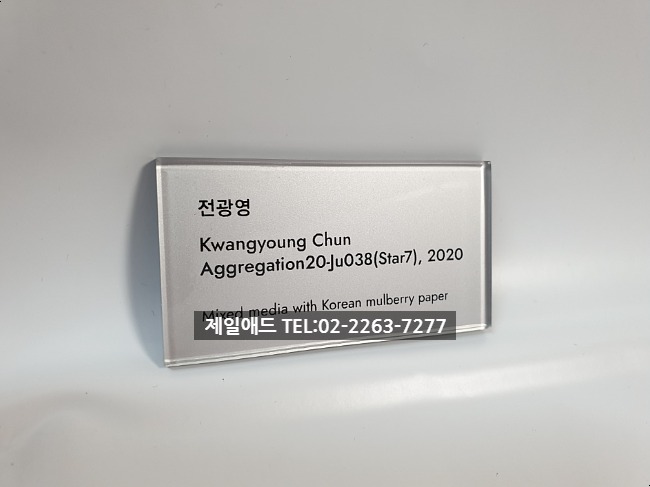 전광영
Kwangyoung Chun
Aggregation20-Ju038(Star7), 2020
Mixed media with Korean mulberry paper
제일애드 TEL:02-2263-7277